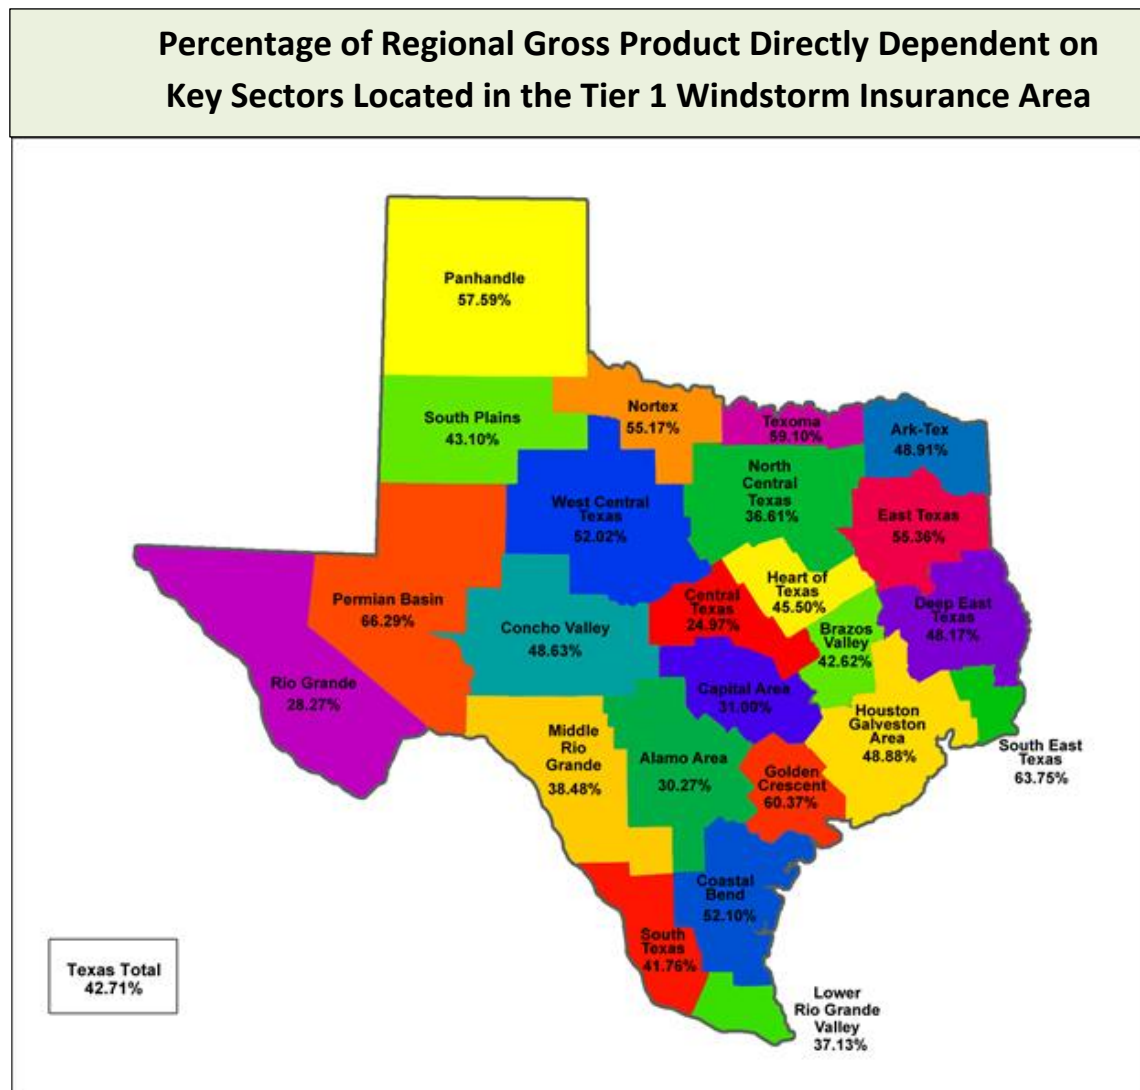 Percentage of Regional Gross Product Directly Dependent on
Key Sectors Located in the Tier 1 Windstorm Insurance Area
Panhandle
57.59%
South Plains
43.10%
Nortex
55.17%
Texoma
59.10%
Ark-Tex
48.91%
West Central
Texas
52.02%
North
Central
Texas
36.61%
East Texas
55.36%
Permian Basin
66.29%
Concho Valley
48.63%
Central
Texas
24.97%
Heart of
Texas
45.50%
Brazos
Valley
42.62%
Deep East
Texas
48.17%
Rio Grande
28.27%
Capital Area
31.00%
Middle
Rio
Grande
38.48%
Alamo Area
30.27%
Golden
Crescent
60.37%
Houston
Galveston
Area
48.88%
South East
Texas
63.75%
Coastal
Bend
52.10%
South
Texas
41.76%
Lower
Rio Grande
Valley
37.13%
Texas Total
42.71%